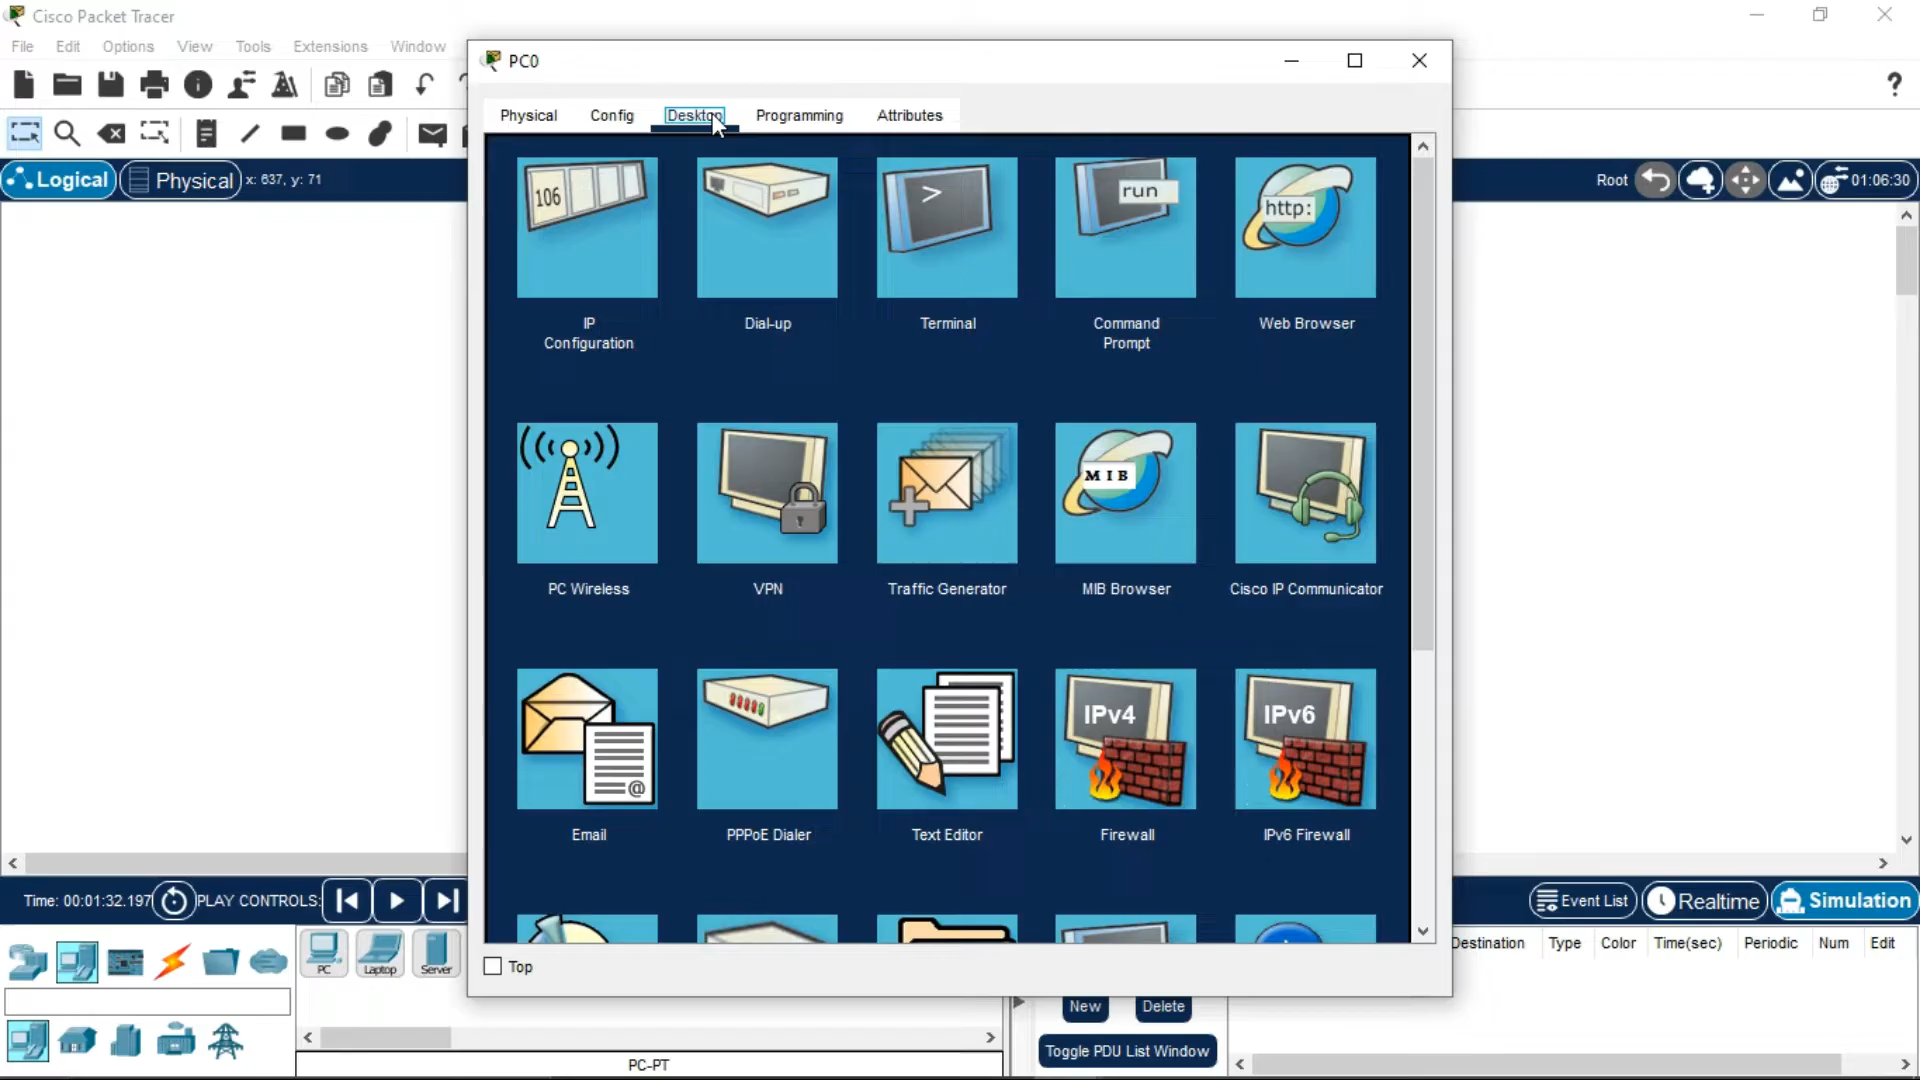 Cisco Packet Tracer
File Edit Options View Tools Extensions Window
PC0
Physical Config Desktop Programming Attributes
Logical Physical x: 637, y: 71
Root 01:06:30
106
>
run
http:
IP
Configuration
Dial-up
Terminal
Command
Prompt
Web Browser
MIB
PC Wireless
VPN
Traffic Generator
MIB Browser
Cisco IP Communicator
@
IPv4
IPv6
Email
PPPoE Dialer
Text Editor
Firewall
IPv6 Firewall
Top
Time: 00:01:32.197 PLAY CONTROLS:
Event List Realtime Simulation
PC Laptop Server
Destination Type Color Time(sec) Periodic Num Edit
New Delete
Toggle PDU List Window
PC-PT